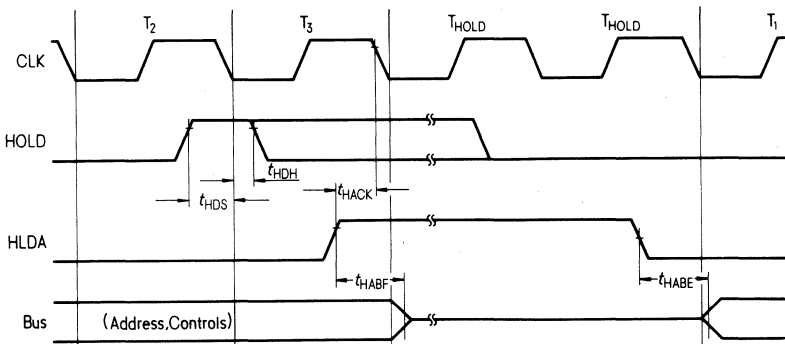 T2 T3 THOLD THOLD T1
CLK
HOLD
tHDH
tHDS
tHACK
HLDA
tHABF
tHABE
Bus (Address,Controls)